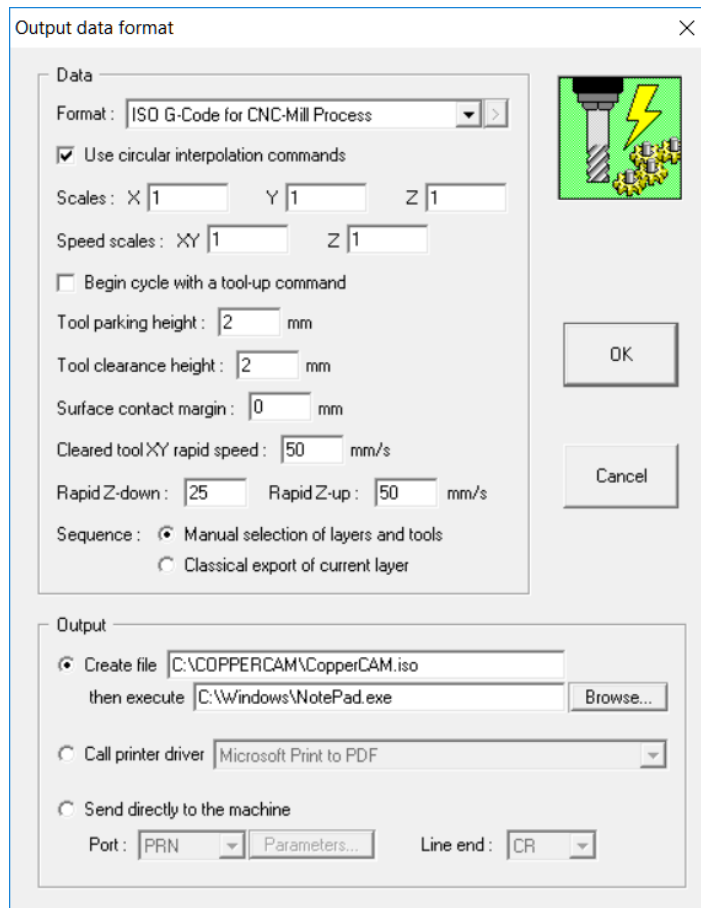 Output data format
Data
Format : ISO G-Code for CNC-Mill Process >
Use circular interpolation commands
Scales : X 1 Y 1 Z 1
Speed scales : XY 1 Z 1
Begin cycle with a tool-up command
Tool parking height : 2 mm
Tool clearance height : 2 mm
Surface contact margin : 0 mm
Cleared tool XY rapid speed : 50 mm/s
Rapid Z-down : 25 Rapid Z-up : 50 mm/s
Sequence : Manual selection of layers and tools
Classical export of current layer
OK
Cancel
Output
Create file C:\COPPERCAM\CopperCAM.iso
then execute C:\Windows\NotePad.exe Browse...
Call printer driver Microsoft Print to PDF
Send directly to the machine
Port : PRN Parameters... Line end : CR